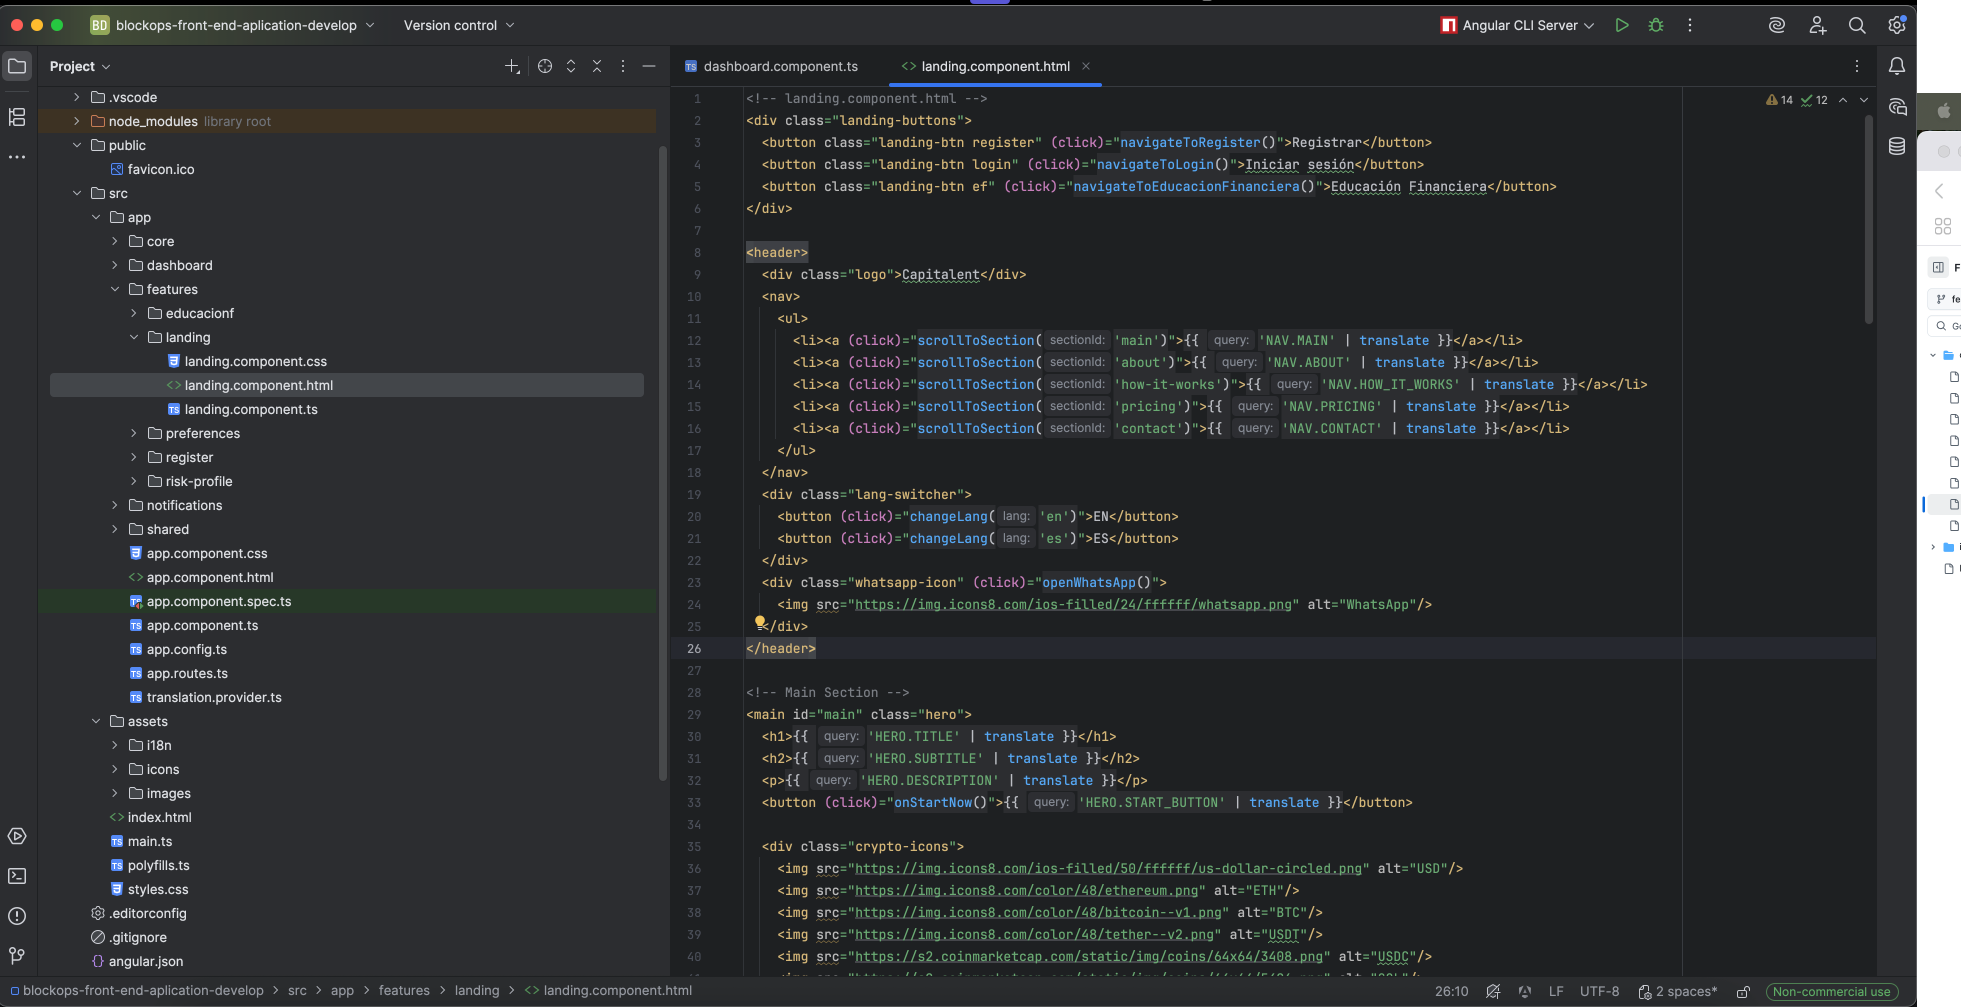 BD blockops-front-end-aplication-develop Version control Angular CLI Server
Project
.vscode
node_modules library root
public
favicon.ico
src
app
core
dashboard
features
educacionf
landing
landing.component.css
landing.component.html
landing.component.ts
preferences
register
risk-profile
notifications
shared
app.component.css
app.component.html
app.component.spec.ts
app.component.ts
app.config.ts
app.routes.ts
translation.provider.ts
assets
i18n
icons
images
index.html
main.ts
polyfills.ts
styles.css
.editorconfig
.gitignore
angular.json
dashboard.component.ts landing.component.html
14 12
1 <!-- landing.component.html -->
2 <div class="landing-buttons">
3 <button class="landing-btn register" (click)="navigateToRegister()">Registrar</button>
4 <button class="landing-btn login" (click)="navigateToLogin()">Iniciar sesión</button>
5 <button class="landing-btn ef" (click)="navigateToEducacionFinanciera()">Educación Financiera</button>
6 </div>
7
8 <header>
9 <div class="logo">Capitalent</div>
10 <nav>
11 <ul>
12 <li><a (click)="scrollToSection( sectionId: 'main')">{{ query: 'NAV.MAIN' | translate }}</a></li>
13 <li><a (click)="scrollToSection( sectionId: 'about')">{{ query: 'NAV.ABOUT' | translate }}</a></li>
14 <li><a (click)="scrollToSection( sectionId: 'how-it-works')">{{ query: 'NAV.HOW_IT_WORKS' | translate }}</a></li>
15 <li><a (click)="scrollToSection( sectionId: 'pricing')">{{ query: 'NAV.PRICING' | translate }}</a></li>
16 <li><a (click)="scrollToSection( sectionId: 'contact')">{{ query: 'NAV.CONTACT' | translate }}</a></li>
17 </ul>
18 </nav>
19 <div class="lang-switcher">
20 <button (click)="changeLang( lang: 'en')">EN</button>
21 <button (click)="changeLang( lang: 'es')">ES</button>
22 </div>
23 <div class="whatsapp-icon" (click)="openWhatsApp()">
24 <img src="https://img.icons8.com/ios-filled/24/ffffff/whatsapp.png" alt="WhatsApp"/>
25 </div>
26 </header>
27
28 <!-- Main Section -->
29 <main id="main" class="hero">
30 <h1>{{ query: 'HERO.TITLE' | translate }}</h1>
31 <h2>{{ query: 'HERO.SUBTITLE' | translate }}</h2>
32 <p>{{ query: 'HERO.DESCRIPTION' | translate }}</p>
33 <button (click)="onStartNow()">{{ query: 'HERO.START_BUTTON' | translate }}</button>
34
35 <div class="crypto-icons">
36 <img src="https://img.icons8.com/ios-filled/50/ffffff/us-dollar-circled.png" alt="USD"/>
37 <img src="https://img.icons8.com/color/48/ethereum.png" alt="ETH"/>
38 <img src="https://img.icons8.com/color/48/bitcoin--v1.png" alt="BTC"/>
39 <img src="https://img.icons8.com/color/48/tether--v2.png" alt="USDT"/>
40 <img src="https://s2.coinmarketcap.com/static/img/coins/64x64/3408.png" alt="USDC"/>
blockops-front-end-aplication-develop > src > app > features > landing > <> landing.component.html
26:10 LF UTF-8 2 spaces* Non-commercial use